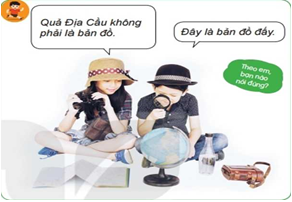 Quả Địa Cầu không
phải là bản đồ.
Đây là bản đồ đấy.
Theo em,
bạn nào
nói đúng?